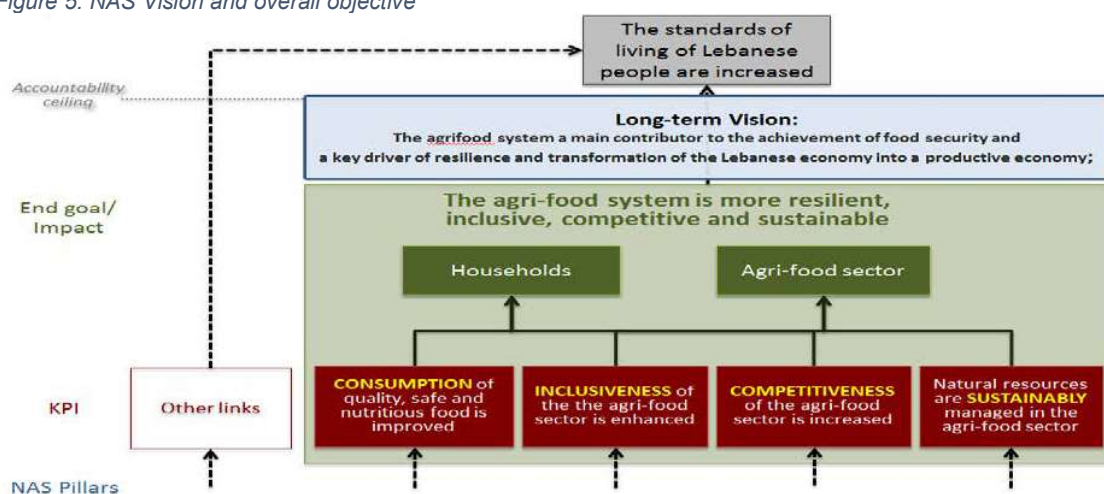 Figure 5. NAS Vision and overall objective
The standards of
living of Lebanese
people are increased
Accountability
ceiling
Long-term Vision:
The agrifood system a main contributor to the achievement of food security and
a key driver of resilience and transformation of the Lebanese economy into a productive economy;
End goal/
Impact
The agri-food system is more resilient,
inclusive, competitive and sustainable
Households
Agri-food sector
KPI
Other links
CONSUMPTION of
quality, safe and
nutritious food is
improved
INCLUSIVENESS of
the the agri-food
sector is enhanced
COMPETITIVENESS
of the agri-food
sector is increased
Natural resources
are SUSTAINABLY
managed in the
agri-food sector
NAS Pillars